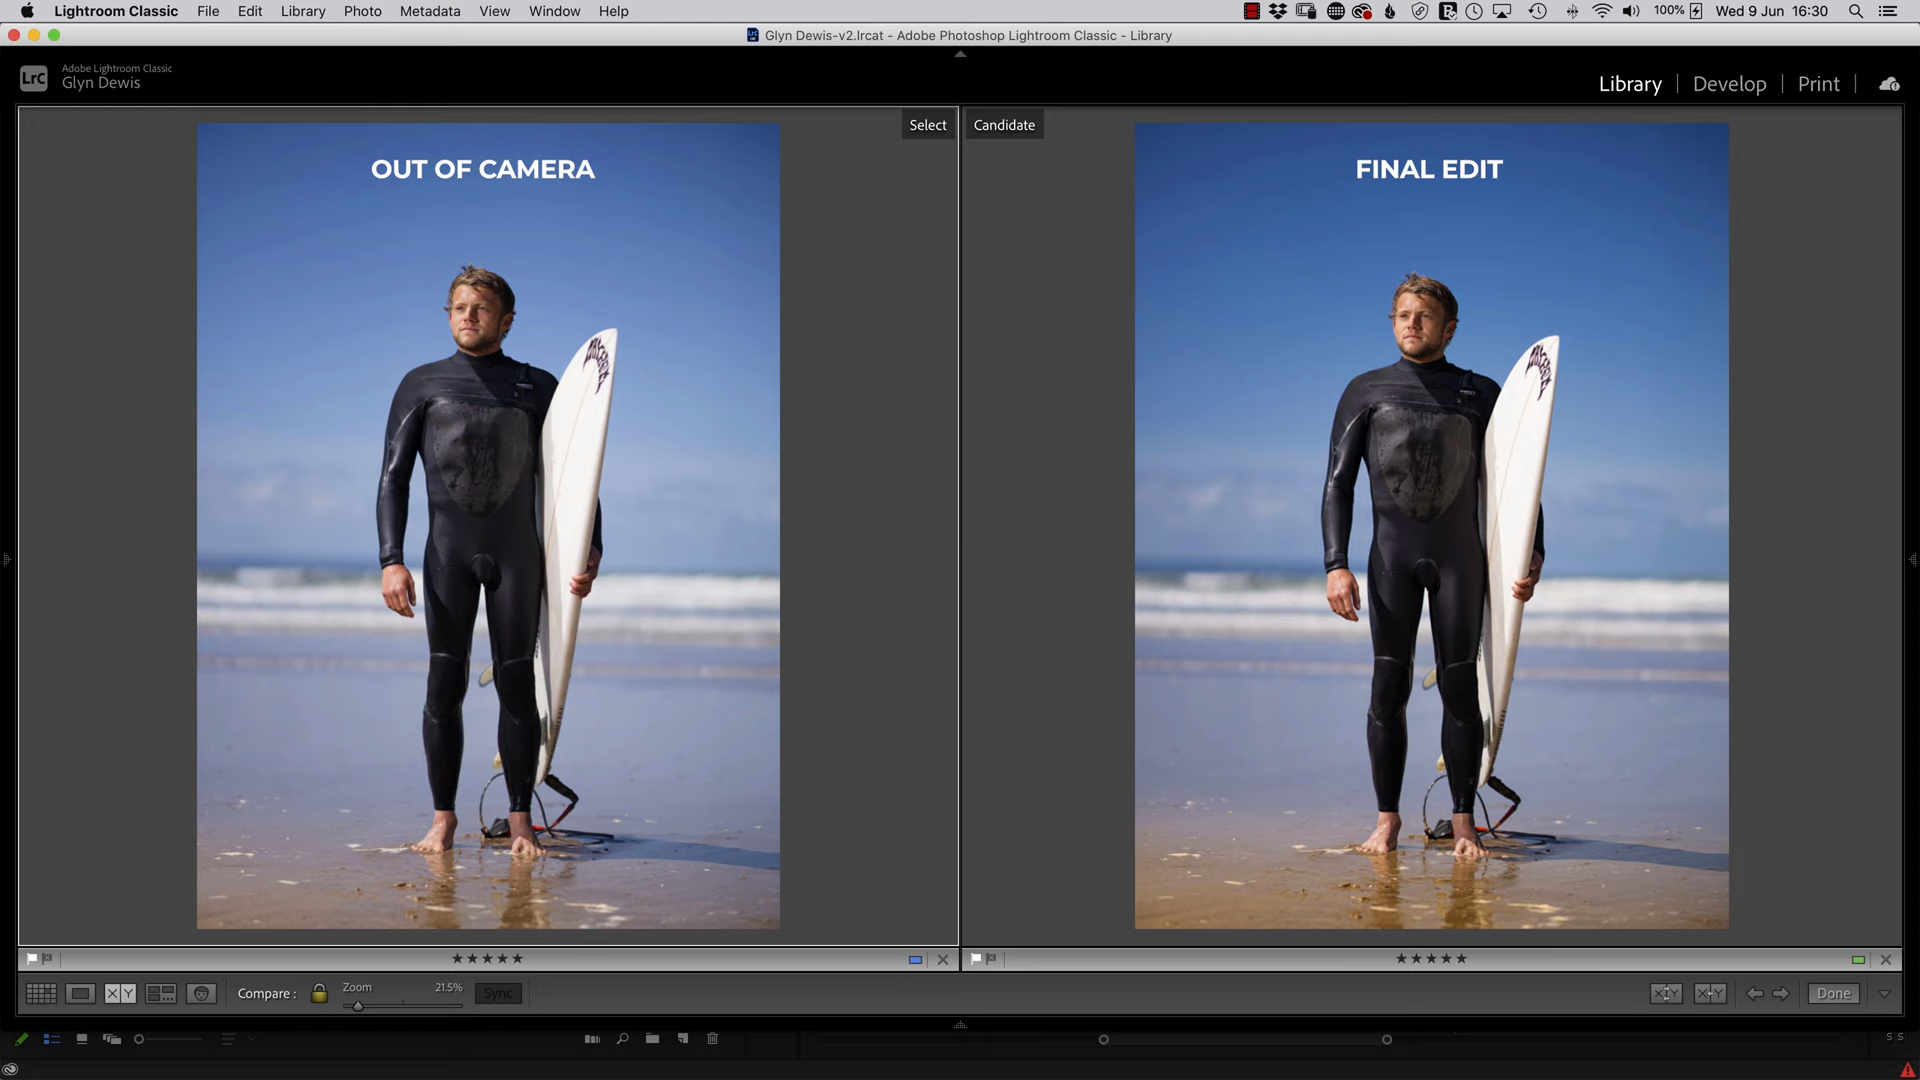 Lightroom Classic File Edit Library Photo Metadata View Window Help 100% Wed 9 Jun 16:30
Glyn Dewis-v2.lrcat - Adobe Photoshop Lightroom Classic - Library
LrC
Adobe Lightroom Classic
Glyn Dewis
Library Develop Print
Select
Candidate
OUT OF CAMERA
FINAL EDIT
X Y
Compare :
Zoom 21.5%
Sync
Done
S S